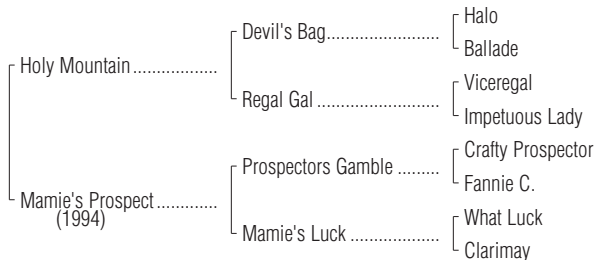 Halo
Devil's Bag
Ballade
Holy Mountain
Viceregal
Regal Gal
Impetuous Lady
Crafty Prospector
Prospectors Gamble
Fannie C.
Mamie's Prospect
(1994)
What Luck
Mamie's Luck
Clarimay